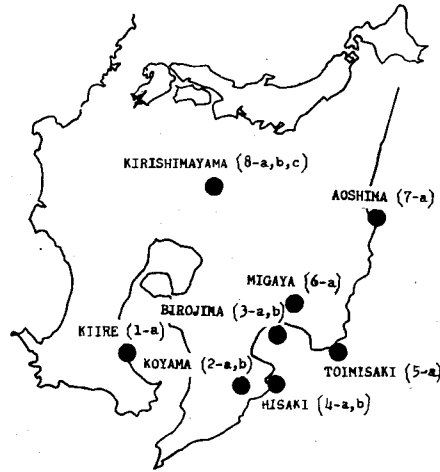 KIRISHIMAYAMA (8-a,b,c)
AOSHIMA (7-a)
MIGAYA (6-a)
BIROJIMA (3-a,b)
KIIRE (1-a)
KOYAMA (2-a,b)
TOIMISAKI (5-a)
HISAKI (4-a,b)